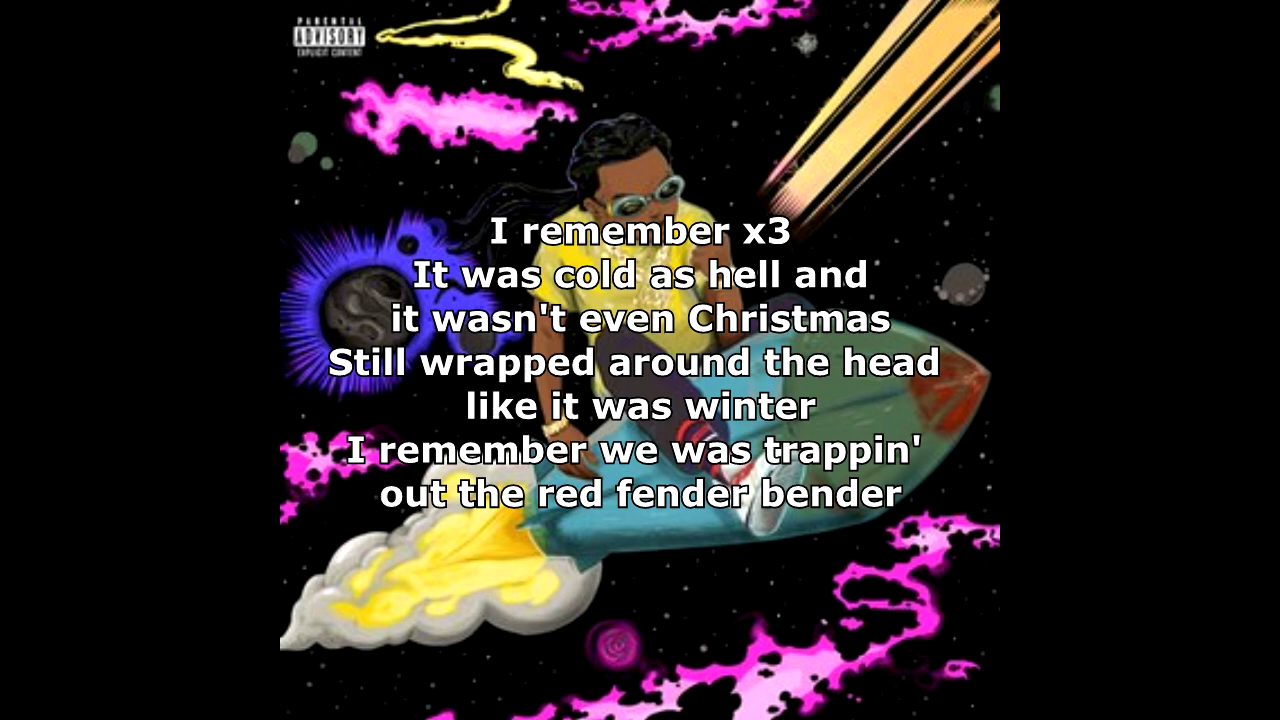 PARENTAL
ADVISORY
EXPLICIT CONTENT
I remember x3
It was cold as hell and
it wasn't even Christmas
Still wrapped around the head
like it was winter
I remember we was trappin'
out the red fender bender